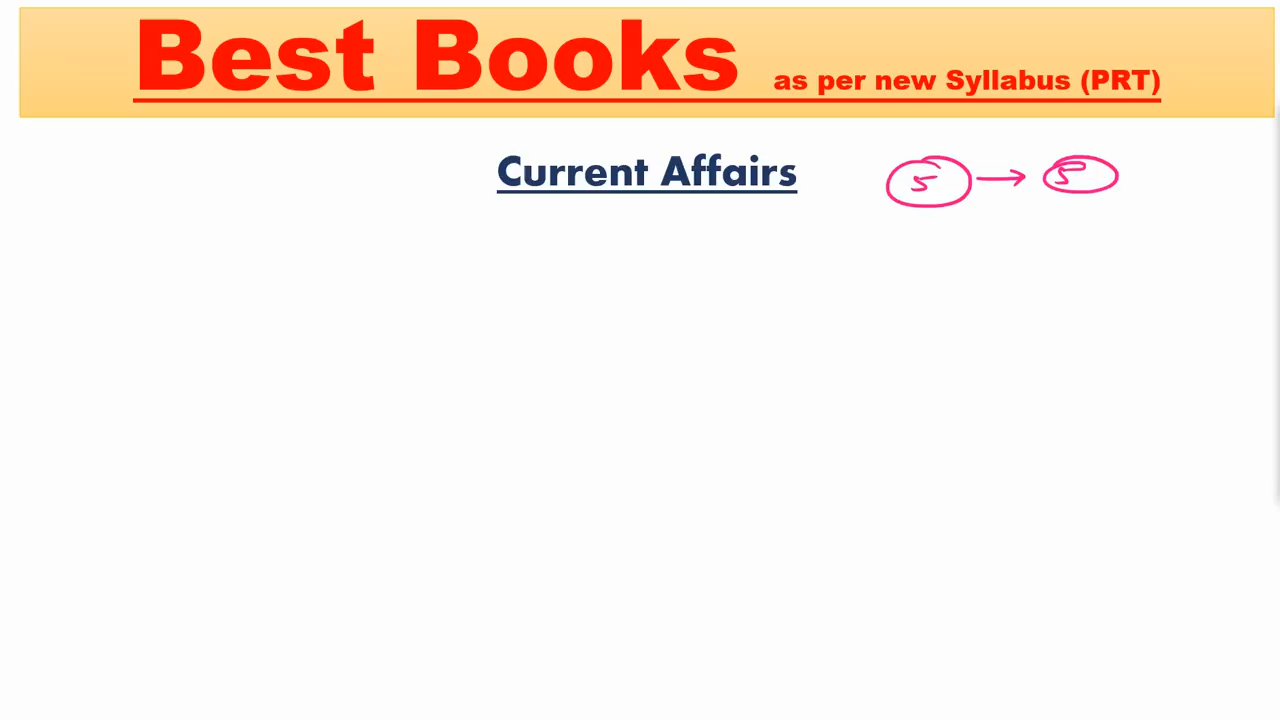 Best Books as per new Syllabus (PRT)
Current Affairs 5 → 5